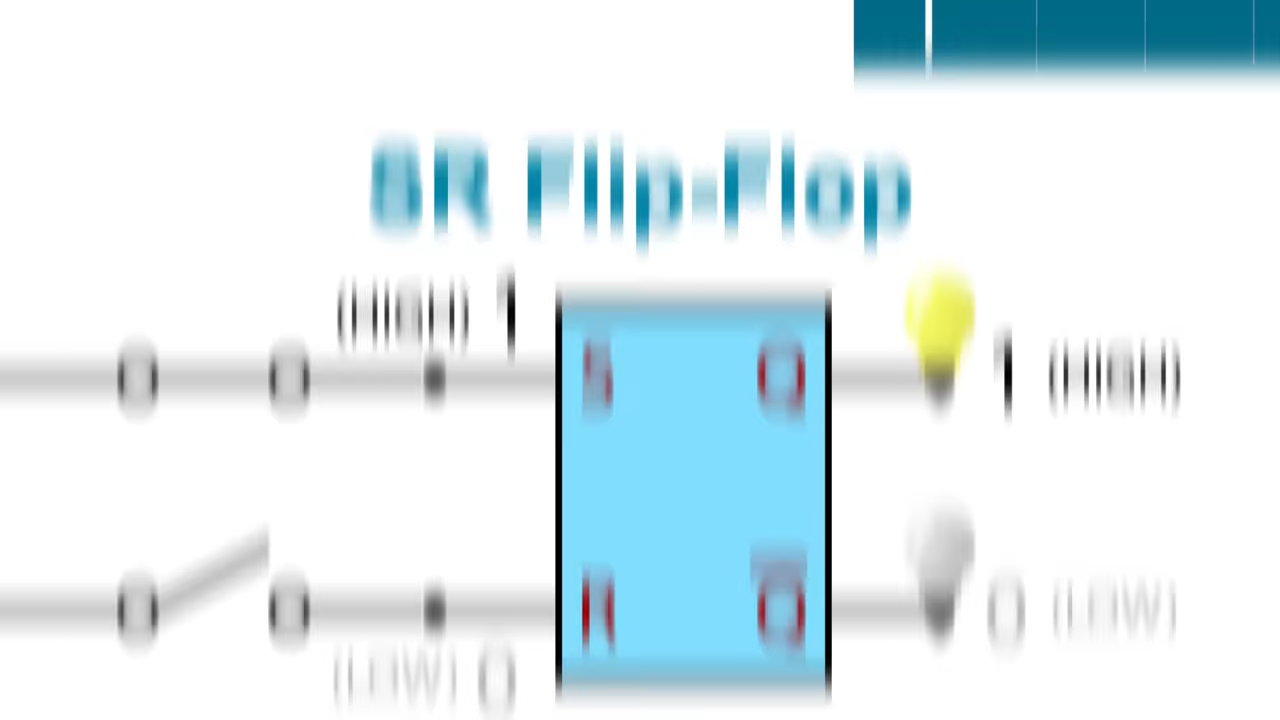 SR Flip-Flop
(HIGH) 1
S Q
1 (HIGH)
R Q̅
0 (LOW)
(LOW) 0